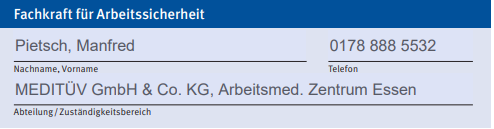 Fachkraft für Arbeitssicherheit
Pietsch, Manfred 0178 888 5532
Nachname, Vorname Telefon
MEDITÜV GmbH & Co. KG, Arbeitsmed. Zentrum Essen
Abteilung / Zuständigkeitsbereich